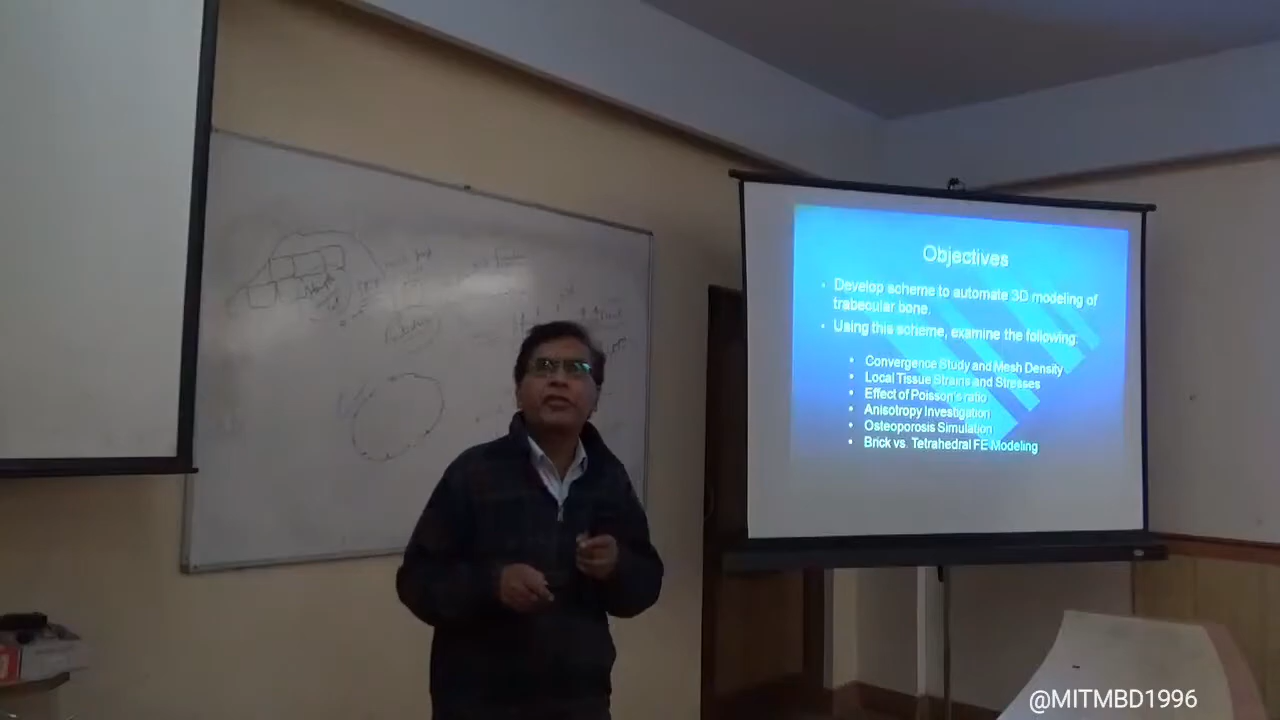 Objectives
• Develop scheme to automate 3D modeling of
trabecular bone.
• Using this scheme, examine the following:
• Convergence Study and Mesh Density
• Local Tissue Strains and Stresses
• Effect of Poisson's ratio
• Anisotropy Investigation
• Osteoporosis Simulation
• Brick vs. Tetrahedral FE Modeling
@MITMBD1996